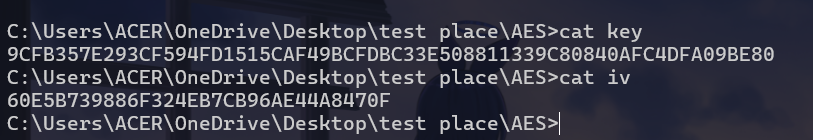 C:\Users\ACER\OneDrive\Desktop\test place\AES>cat key
9CFB357E293CF594FD1515CAF49BCFDBC33E508811339C80840AFC4DFA09BE80
C:\Users\ACER\OneDrive\Desktop\test place\AES>cat iv
60E5B739886F324EB7CB96AE44A8470F
C:\Users\ACER\OneDrive\Desktop\test place\AES>